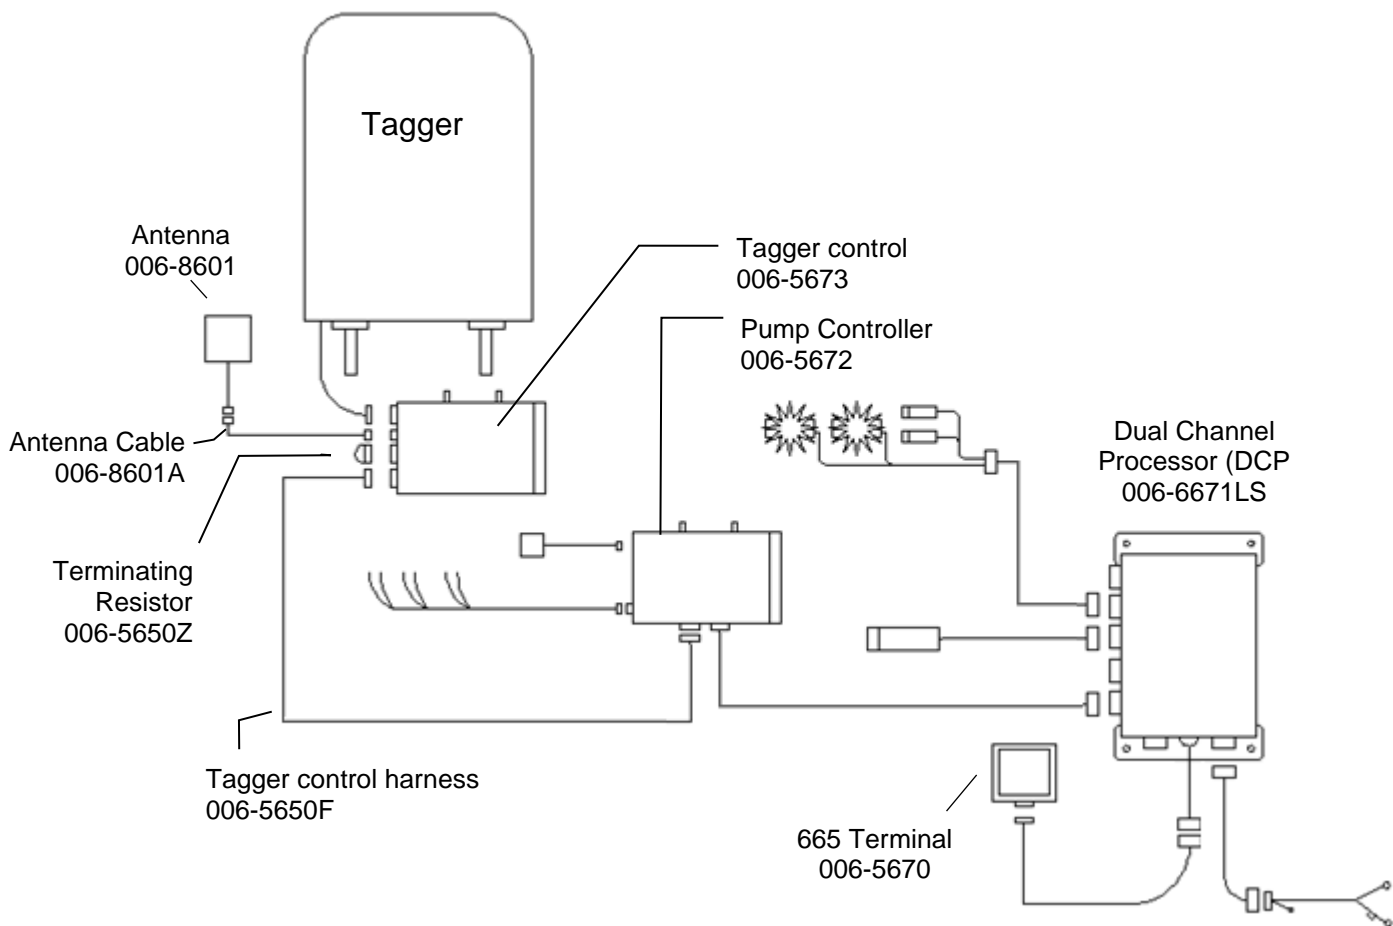 Tagger
Antenna
006-8601
Tagger control
006-5673
Pump Controller
006-5672
Antenna Cable
006-8601A
Dual Channel
Processor (DCP
006-6671LS
Terminating
Resistor
006-5650Z
Tagger control harness
006-5650F
665 Terminal
006-5670